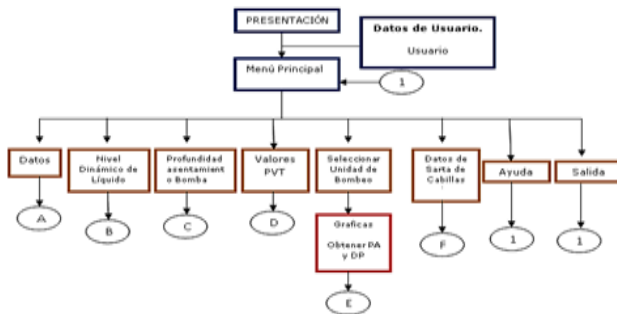 PRESENTACIÓN
Datos de Usuario.
Usuario
Menú Principal
1
Datos
Nivel
Dinámico de
Líquido
Profundidad
asentamient
o Bomba
Valores
PVT
Seleccionar
Unidad de
Bombeo
Datos de
Sarta de
Cabillas
Ayuda
Salida
A
B
C
D
Graficas
Obtener PA
y DP
F
1
1
E